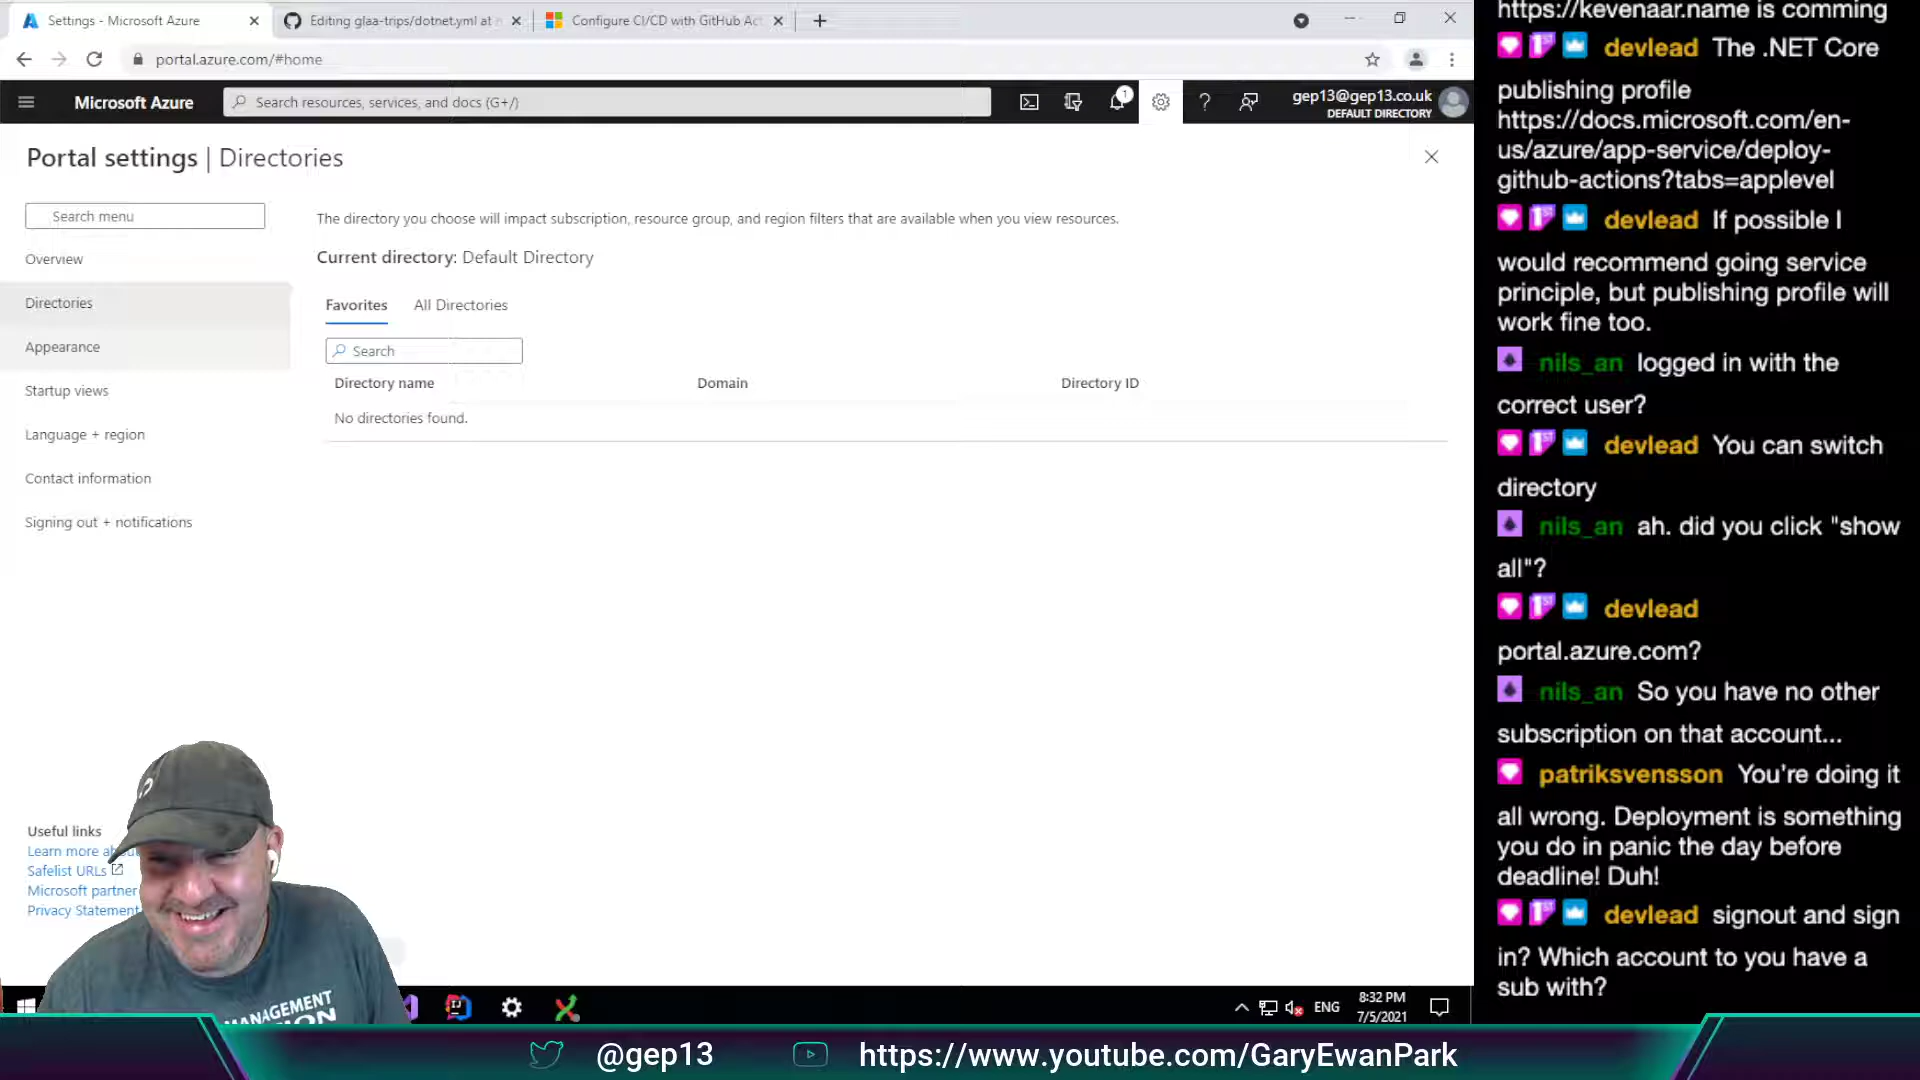 Settings - Microsoft Azure
Editing glaa-trips/dotnet.yml at
Configure CI/CD with GitHub Act
portal.azure.com/#home
Microsoft Azure
Search resources, services, and docs (G+/)
1
gep13@gep13.co.uk
DEFAULT DIRECTORY
Portal settings | Directories
Search menu
Overview
Directories
Appearance
Startup views
Language + region
Contact information
Signing out + notifications
The directory you choose will impact subscription, resource group, and region filters that are available when you view resources.
Current directory: Default Directory
Favorites
All Directories
Search
Directory name
Domain
Directory ID
No directories found.
Useful links
Learn more about
Safelist URLs
Microsoft partner
Privacy Statement
MANAGEMENT
ENG
8:32 PM
7/5/2021
@gep13
https://www.youtube.com/GaryEwanPark
https://kevenaar.name is comming
devlead The .NET Core
publishing profile
https://docs.microsoft.com/en-
us/azure/app-service/deploy-
github-actions?tabs=applevel
devlead If possible I
would recommend going service
principle, but publishing profile will
work fine too.
nils_an logged in with the
correct user?
devlead You can switch
directory
nils_an ah. did you click "show
all"?
devlead
portal.azure.com?
nils_an So you have no other
subscription on that account...
patriksvensson You're doing it
all wrong. Deployment is something
you do in panic the day before
deadline! Duh!
devlead signout and sign
in? Which account to you have a
sub with?